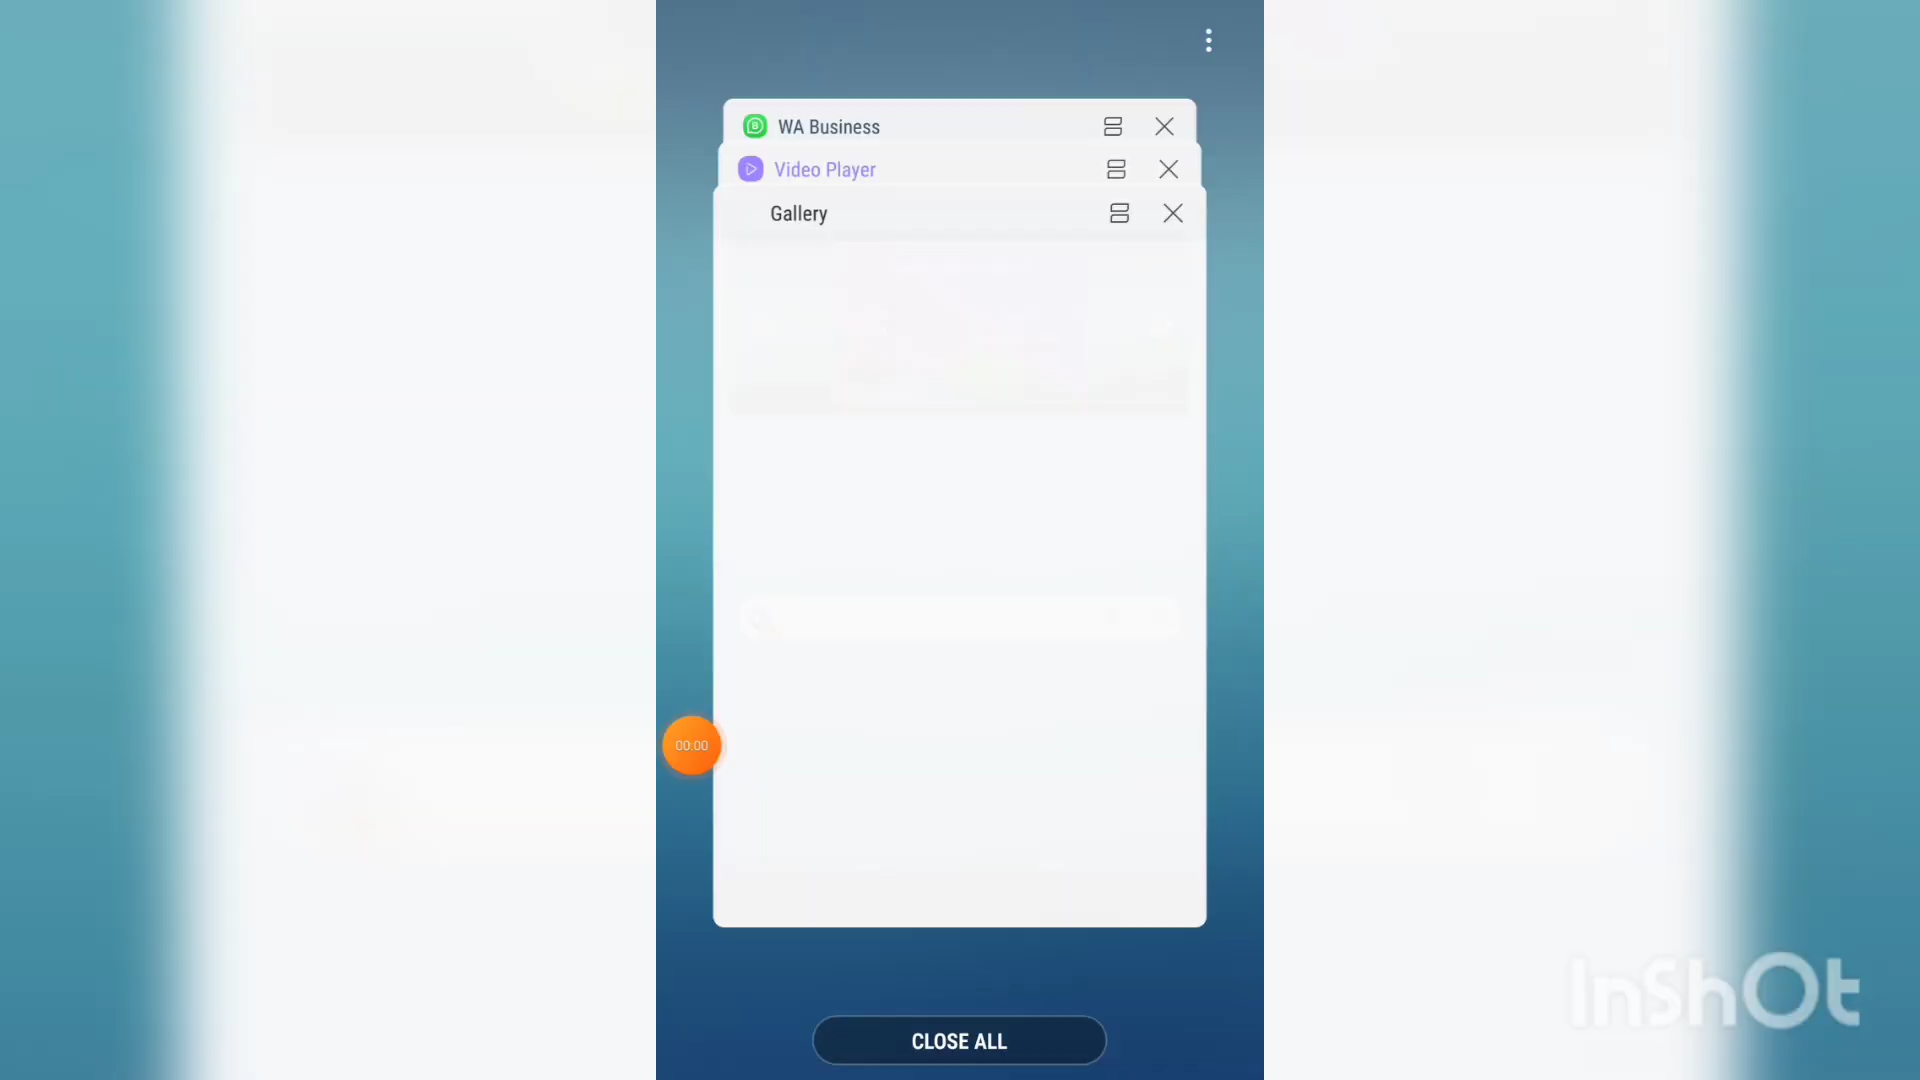 WA Business
Video Player
Gallery
00:00
CLOSE ALL
InShOt